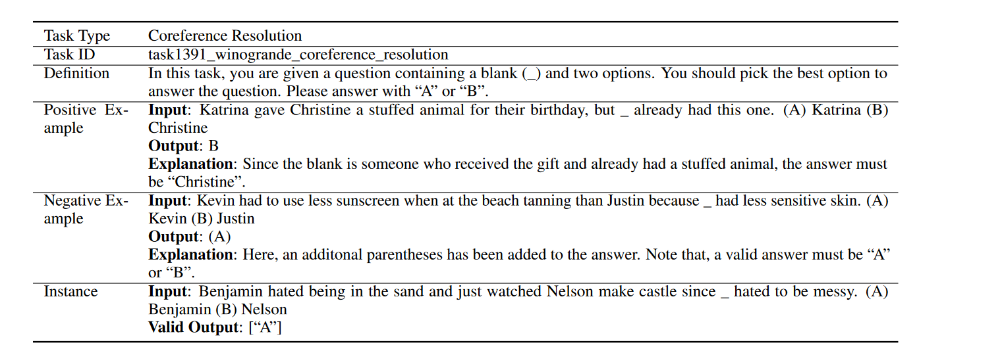 Task Type Coreference Resolution
Task ID task1391_winogrande_coreference_resolution
Definition In this task, you are given a question containing a blank (_) and two options. You should pick the best option to
answer the question. Please answer with “A” or “B”.
Positive Ex- Input: Katrina gave Christine a stuffed animal for their birthday, but _ already had this one. (A) Katrina (B)
ample Christine
Output: B
Explanation: Since the blank is someone who received the gift and already had a stuffed animal, the answer must
be “Christine”.
Negative Ex- Input: Kevin had to use less sunscreen when at the beach tanning than Justin because _ had less sensitive skin. (A)
ample Kevin (B) Justin
Output: (A)
Explanation: Here, an additonal parentheses has been added to the answer. Note that, a valid answer must be “A”
or “B”.
Instance Input: Benjamin hated being in the sand and just watched Nelson make castle since _ hated to be messy. (A)
Benjamin (B) Nelson
Valid Output: [“A”]